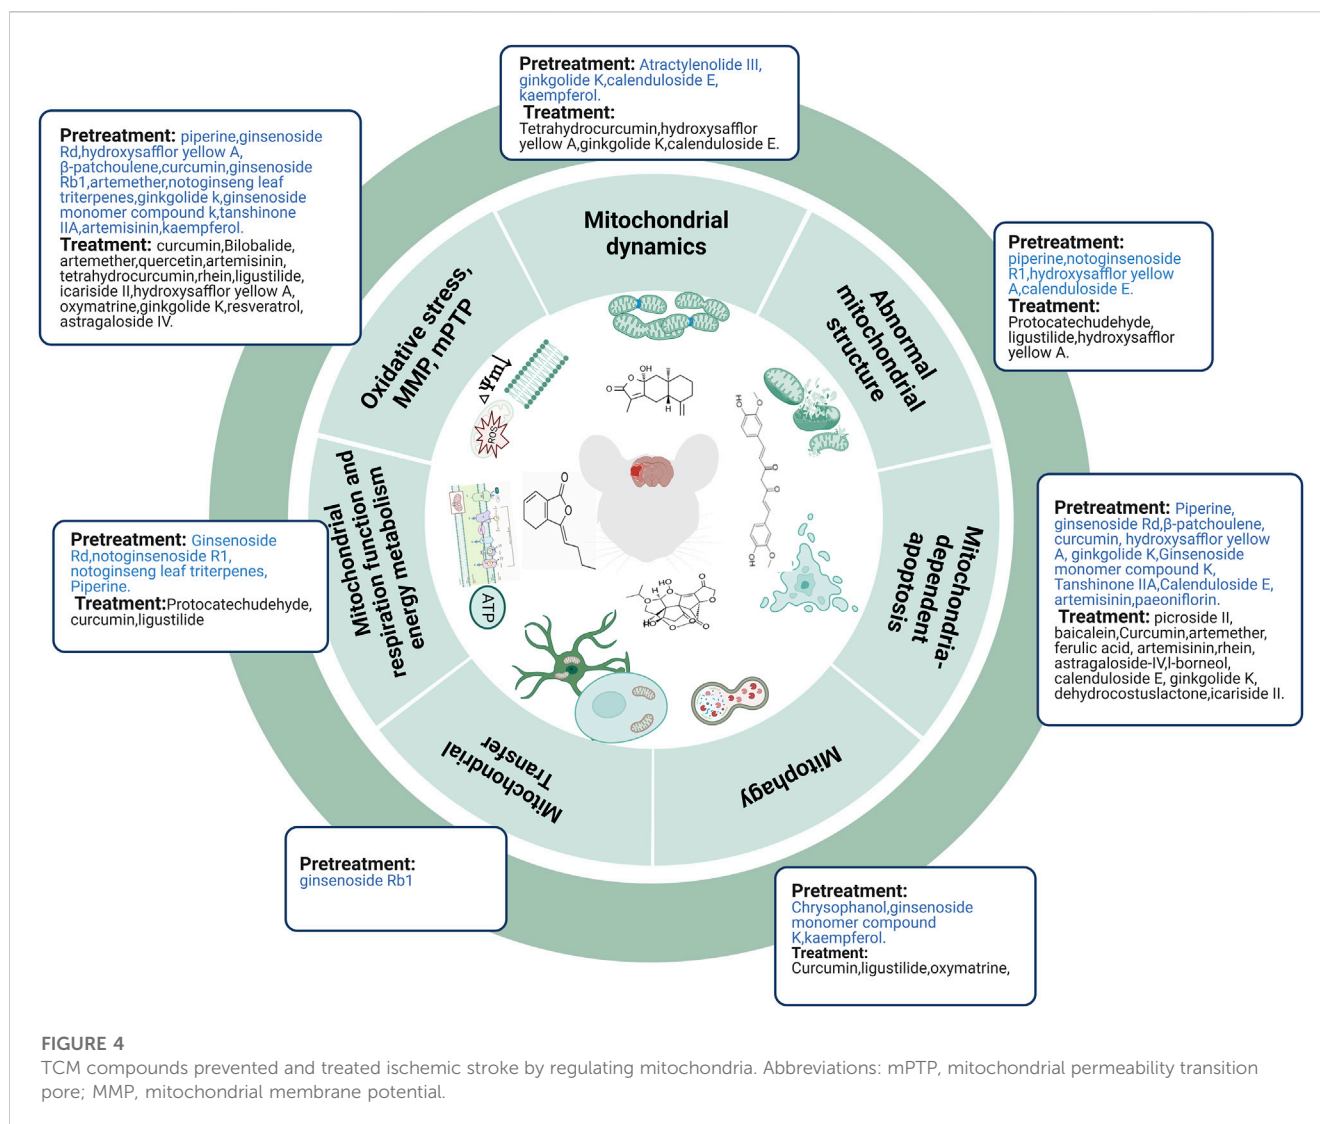 Pretreatment: Atractylenolide III,
ginkgolide K,calenduloside E,
kaempferol.
Treatment:
Tetrahydrocurcumin,hydroxysafflor
yellow A,ginkgolide K,calenduloside E.
Pretreatment: piperine,ginsenoside
Rd,hydroxysafflor yellow A,
β-patchoulene,curcumin,ginsenoside
Rb1,artemether,notoginseng leaf
triterpenes,ginkgolide k,ginsenoside
monomer compound k,tanshinone
IIA,artemisinin,kaempferol.
Treatment: curcumin,Bilobalide,
artemether,quercetin,artemisinin,
tetrahydrocurcumin,rhein,ligustilide,
icariside II,hydroxysafflor yellow A,
oxymatrine,ginkgolide K,resveratrol,
astragaloside IV.
Pretreatment:
piperine,notoginsenoside
R1,hydroxysafflor yellow
A,calenduloside E.
Treatment:
Protocatechudehyde,
ligustilide,hydroxysafflor
yellow A.
Mitochondrial
dynamics
Oxidative stress,
MMP, mPTP
Abnormal
mitochondrial
structure
△Ψm↓
ROS
OH
O
O
H
OH
O
O
O
O
OH
O
O
O
Mitochondrial
respiration function and
energy metabolism
Mitochondria-
dependent
apoptosis
Pretreatment: Ginsenoside
Rd,notoginsenoside R1,
notoginseng leaf triterpenes,
Piperine.
Treatment:Protocatechudehyde,
curcumin,ligustilide
Pretreatment: Piperine,
ginsenoside Rd,β-patchoulene,
curcumin, hydroxysafflor yellow
A, ginkgolide K,Ginsenoside
monomer compound K,
Tanshinone IIA,Calenduloside E,
artemisinin,paeoniflorin.
Treatment: picroside II,
baicalein,Curcumin,artemether,
ferulic acid, artemisinin,rhein,
astragaloside-IV,l-borneol,
calenduloside E, ginkgolide K,
dehydrocostuslactone,icariside II.
ATP
HO
O
H
O
O
HO
O
O
Mitochondrial
Transfer
Mitophagy
Pretreatment:
ginsenoside Rb1
Pretreatment:
Chrysophanol,ginsenoside
monomer compound
K,kaempferol.
Treatment:
Curcumin,ligustilide,oxymatrine,
FIGURE 4
TCM compounds prevented and treated ischemic stroke by regulating mitochondria. Abbreviations: mPTP, mitochondrial permeability transition
pore; MMP, mitochondrial membrane potential.